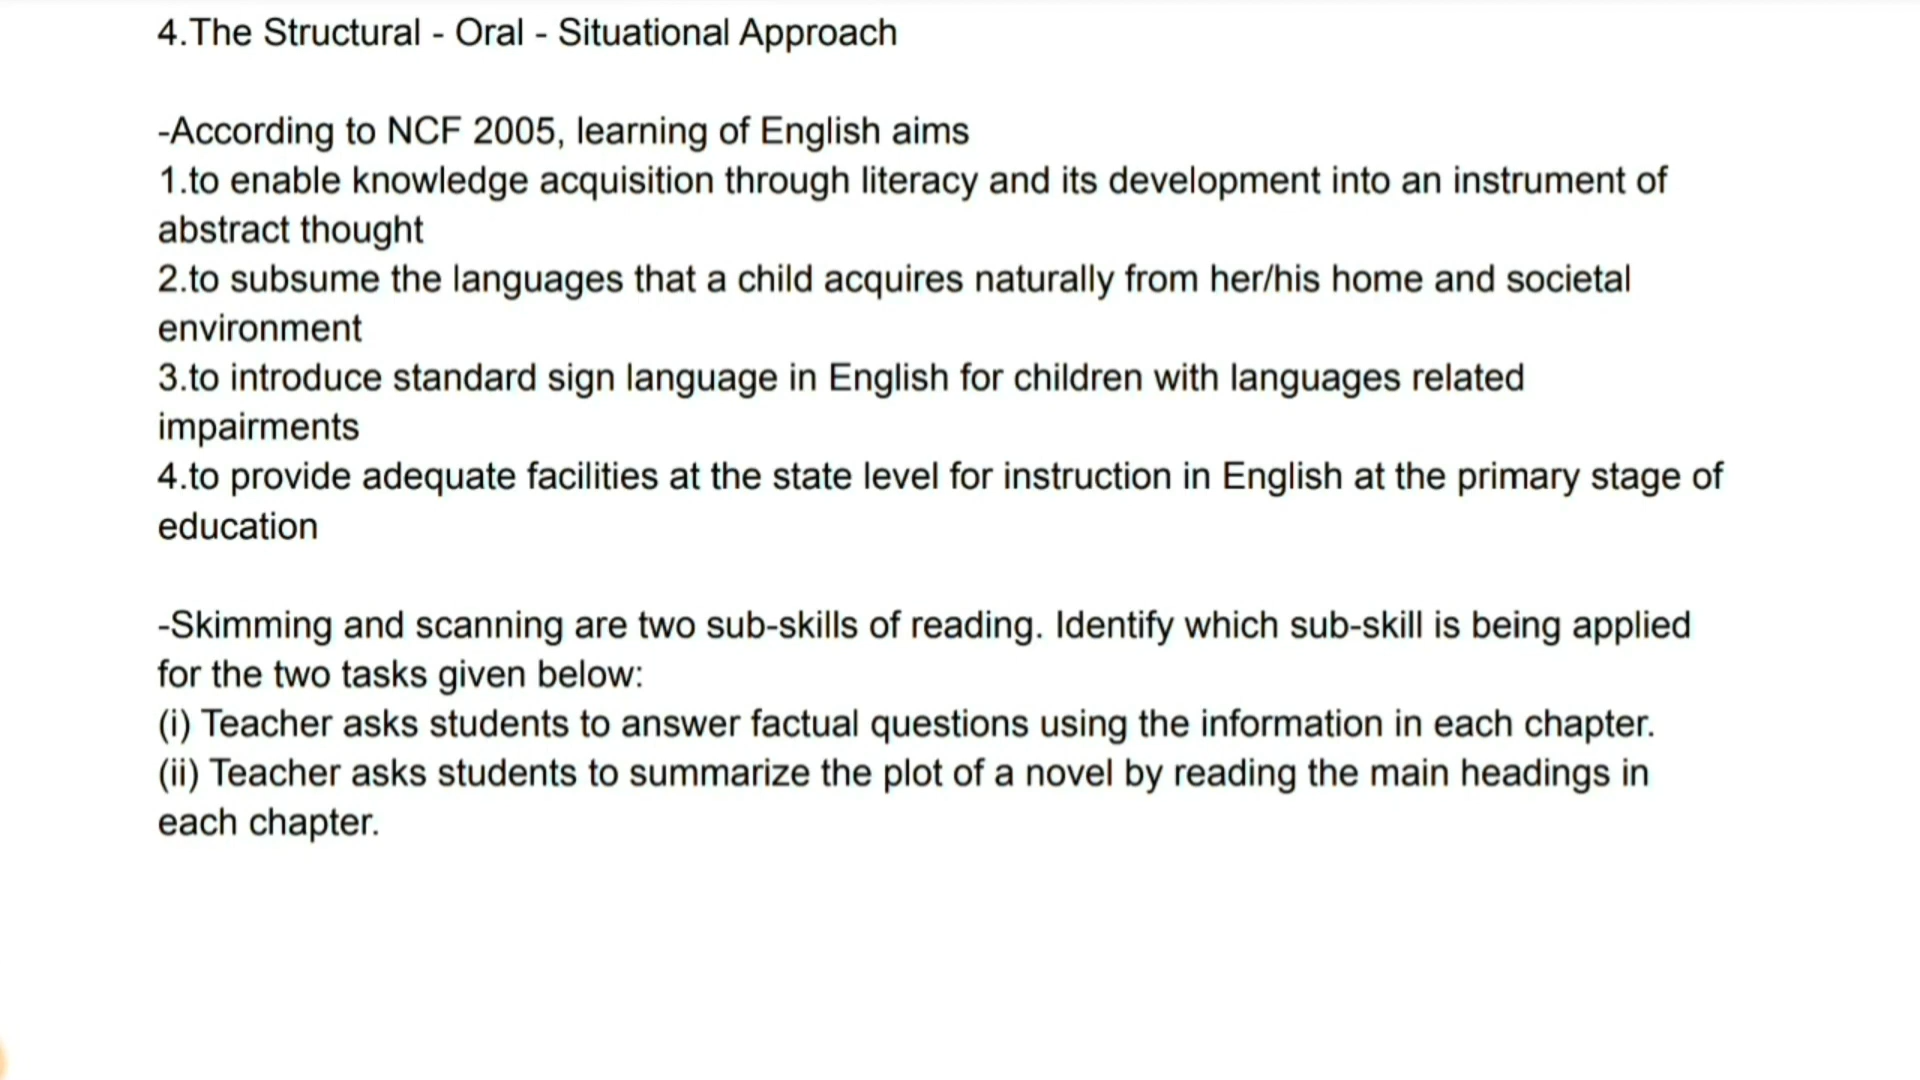 4.The Structural - Oral - Situational Approach
-According to NCF 2005, learning of English aims
1.to enable knowledge acquisition through literacy and its development into an instrument of
abstract thought
2.to subsume the languages that a child acquires naturally from her/his home and societal
environment
3.to introduce standard sign language in English for children with languages related
impairments
4.to provide adequate facilities at the state level for instruction in English at the primary stage of
education
-Skimming and scanning are two sub-skills of reading. Identify which sub-skill is being applied
for the two tasks given below:
(i) Teacher asks students to answer factual questions using the information in each chapter.
(ii) Teacher asks students to summarize the plot of a novel by reading the main headings in
each chapter.